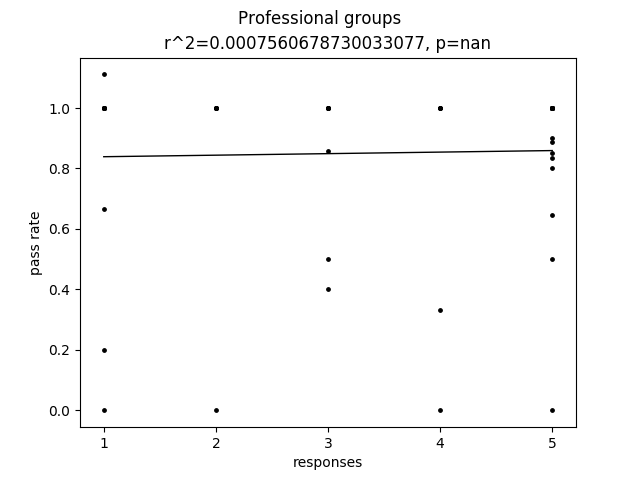 Professional groups
r^2=0.0007560678730033077, p=nan
1.0
0.8
0.6
0.4
0.2
0.0
pass rate
1 2 3 4 5
responses